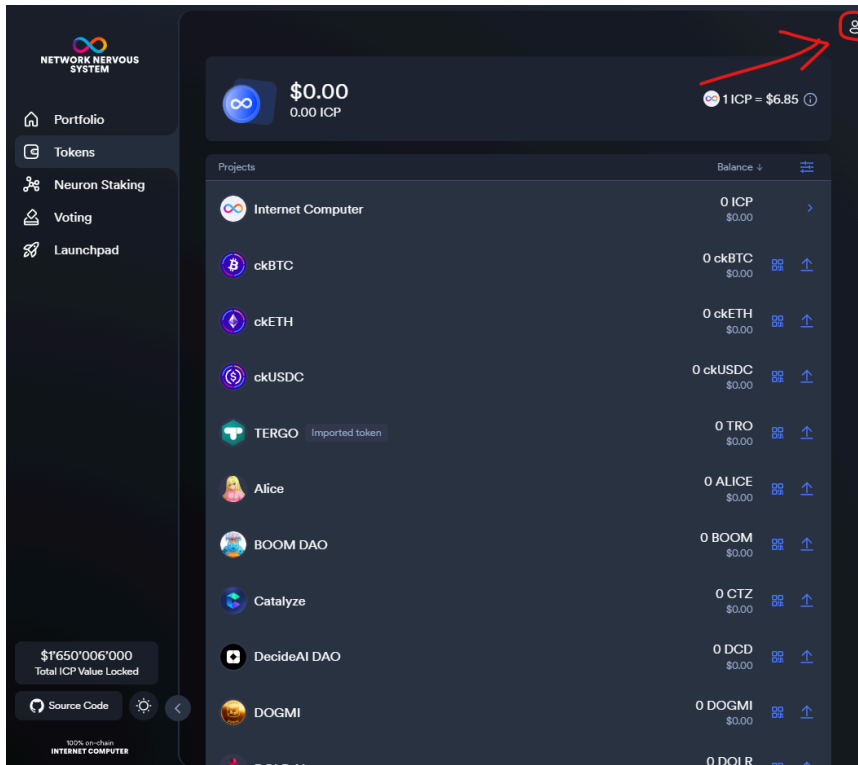 NETWORK NERVOUS
SYSTEM
Portfolio
Tokens
Neuron Staking
Voting
Launchpad
$1'650'006'000
Total ICP Value Locked
Source Code
100% on-chain
INTERNET COMPUTER
$0.00
0.00 ICP
1 ICP = $6.85
Projects Balance
Internet Computer 0 ICP
$0.00
ckBTC 0 ckBTC
$0.00
ckETH 0 ckETH
$0.00
ckUSDC 0 ckUSDC
$0.00
TERGO Imported token 0 TRO
$0.00
Alice 0 ALICE
$0.00
BOOM DAO 0 BOOM
$0.00
Catalyze 0 CTZ
$0.00
DecideAI DAO 0 DCD
$0.00
DOGMI 0 DOGMI
$0.00
0 DOLR